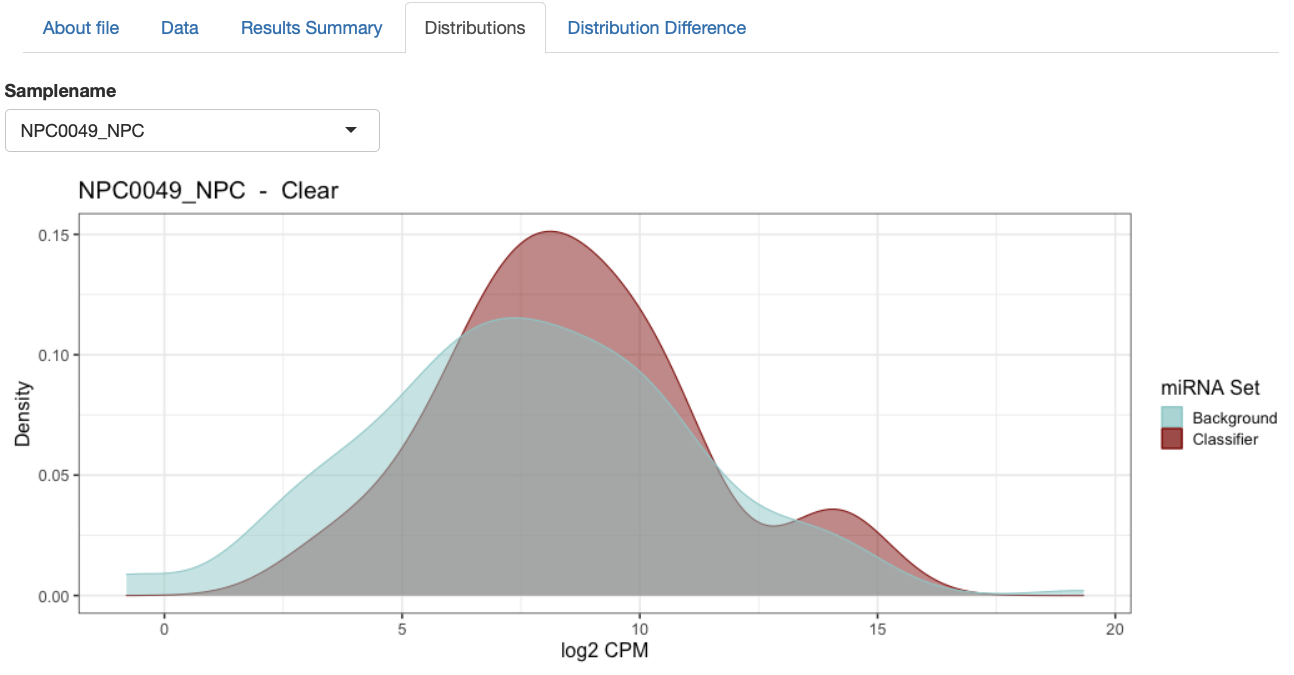 About file Data Results Summary Distributions Distribution Difference
Samplename
NPC0049_NPC
NPC0049_NPC - Clear
0.15
0.10
0.05
0.00
Density
0 5 10 15 20
log2 CPM
miRNA Set
Background
Classifier